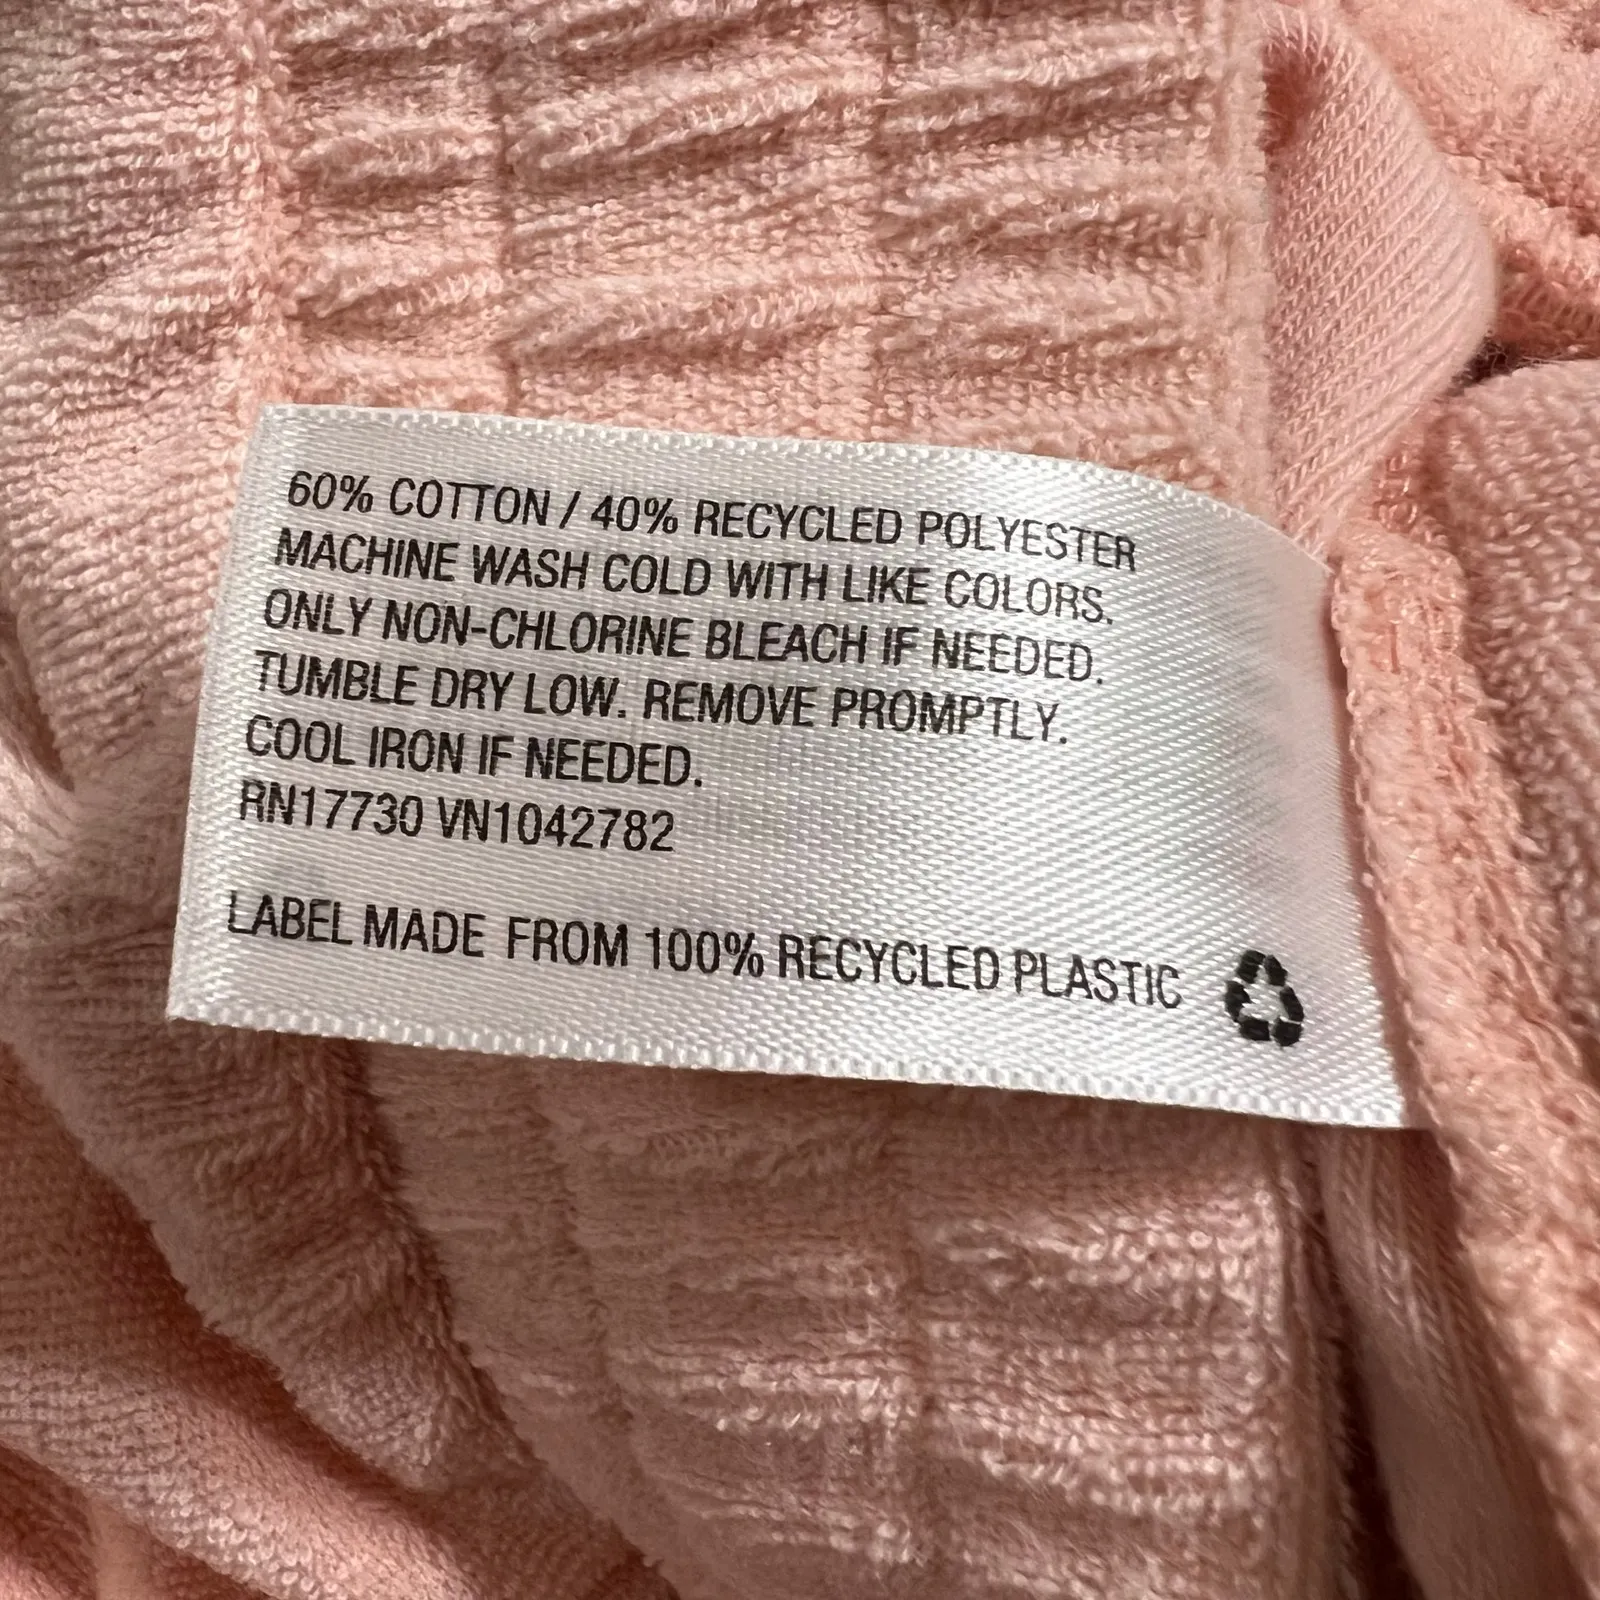 60% COTTON / 40% RECYCLED POLYESTER
MACHINE WASH COLD WITH LIKE COLORS.
ONLY NON-CHLORINE BLEACH IF NEEDED.
TUMBLE DRY LOW. REMOVE PROMPTLY.
COOL IRON IF NEEDED.
RN17730 VN1042782
LABEL MADE FROM 100% RECYCLED PLASTIC